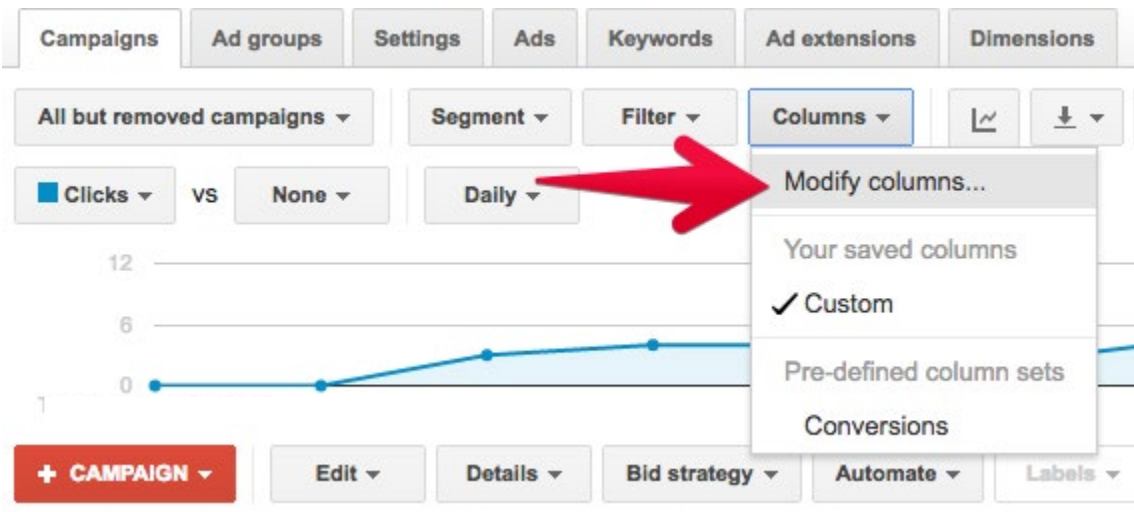 Campaigns Ad groups Settings Ads Keywords Ad extensions Dimensions
All but removed campaigns Segment Filter Columns
Clicks vs None Daily
Modify columns...
Your saved columns
Custom
Pre-defined column sets
Conversions
12
6
0
+ CAMPAIGN Edit Details Bid strategy Automate Labels